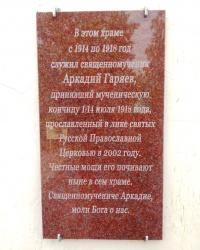 В этом храме
с 1914 по 1918 год
служил священномученик
Аркадий Гаряев,
принявший мученическую
кончину 1/14 июля 1918 года,
прославленный в лике святых
Русской Православной
Церковью в 2002 году.
Честные мощи его почивают
ныне в сем храме.
Священномучениче Аркадие,
моли Бога о нас.